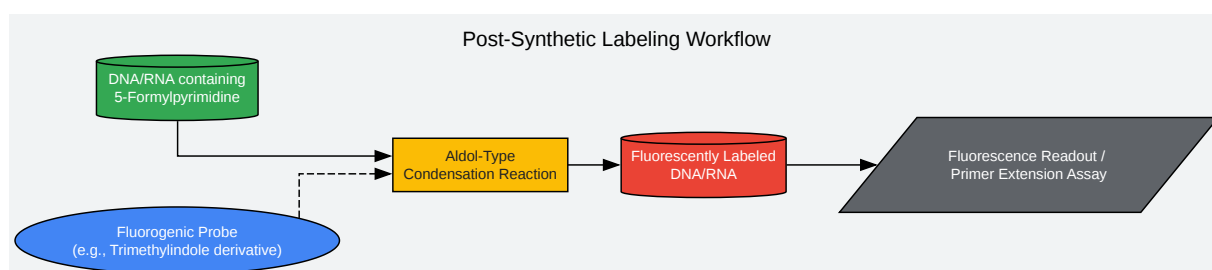 Post-Synthetic Labeling Workflow
DNA/RNA containing
5-Formylpyrimidine
Aldol-Type
Condensation Reaction
Fluorescently Labeled
DNA/RNA
Fluorescence Readout /
Primer Extension Assay
Fluorogenic Probe
(e.g., Trimethylindole derivative)